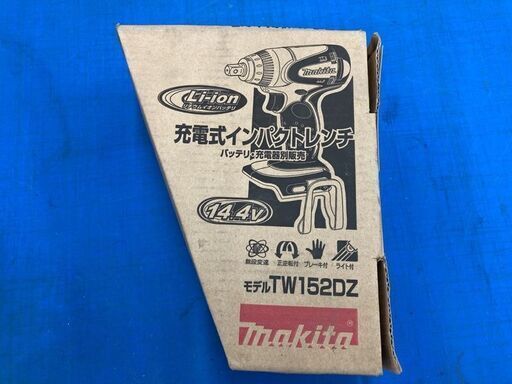 makita
Li-ion
リチウムイオンバッテリ
充電式インパクトレンチ
バッテリ・充電器別販売
14.4V
無段変速 正逆転付 ブレーキ付 ライト付
モデルTW152DZ
makita®